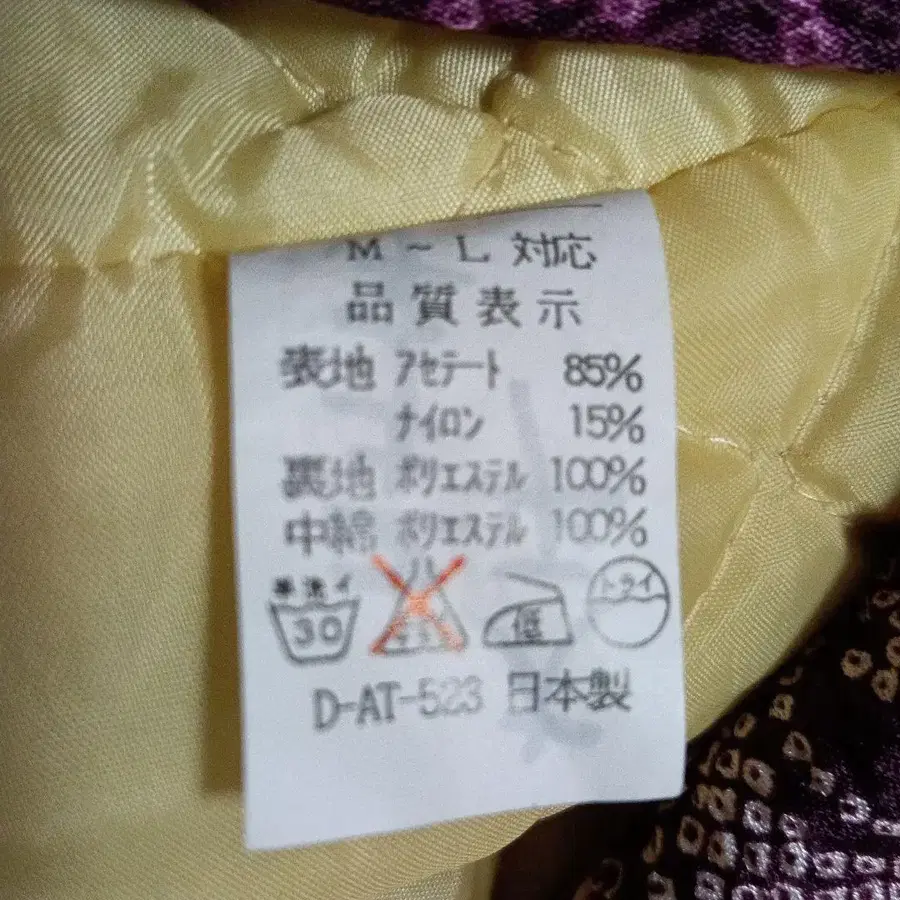 M～L 対応
品質表示
表地 ｱｾﾃｰﾄ 85%
ﾅｲﾛﾝ 15%
裏地 ﾎﾟﾘｴｽﾃﾙ 100%
中綿 ﾎﾟﾘｴｽﾃﾙ 100%
手洗イ 30 低 ドライ
D-AT-523 日本製